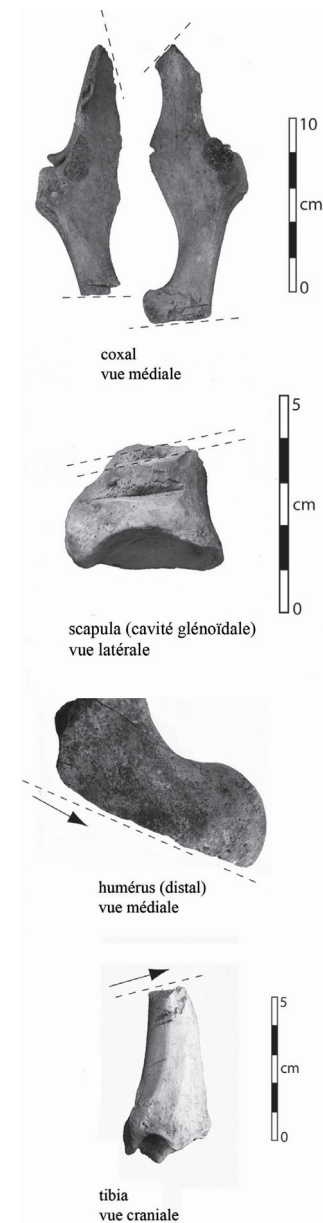 10
cm
0
coxal
vue médiale
5
cm
0
scapula (cavité glénoïdale)
vue latérale
humérus (distal)
vue médiale
5
cm
0
tibia
vue craniale